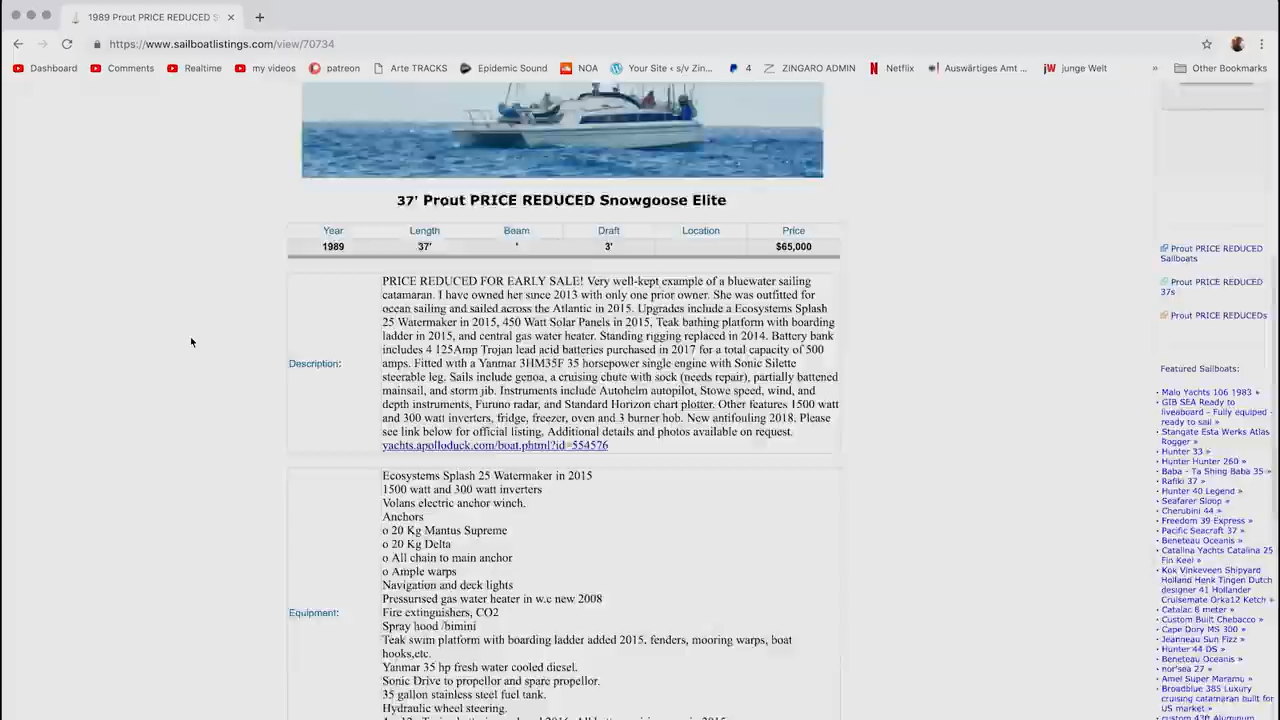 1989 Prout PRICE REDUCED S
https://www.sailboatlistings.com/view/70734
Dashboard Comments Realtime my videos patreon Arte TRACKS Epidemic Sound NOA Your Site ‹ s/v Zin... 4 ZINGARO ADMIN Netflix Auswärtiges Amt ... junge Welt » Other Bookmarks
37' Prout PRICE REDUCED Snowgoose Elite
Year Length Beam Draft Location Price
1989 37' ' 3' $65,000
Description:
PRICE REDUCED FOR EARLY SALE! Very well-kept example of a bluewater sailing
catamaran. I have owned her since 2013 with only one prior owner. She was outfitted for
ocean sailing and sailed across the Atlantic in 2015. Upgrades include a Ecosystems Splash
25 Watermaker in 2015, 450 Watt Solar Panels in 2015, Teak bathing platform with boarding
ladder in 2015, and central gas water heater. Standing rigging replaced in 2014. Battery bank
includes 4 125Amp Trojan lead acid batteries purchased in 2017 for a total capacity of 500
amps. Fitted with a Yanmar 3HM35F 35 horsepower single engine with Sonic Silette
steerable leg. Sails include genoa, a cruising chute with sock (needs repair), partially battened
mainsail, and storm jib. Instruments include Autohelm autopilot, Stowe speed, wind, and
depth instruments, Furuno radar, and Standard Horizon chart plotter. Other features 1500 watt
and 300 watt inverters, fridge, freezer, oven and 3 burner hob. New antifouling 2018. Please
see link below for official listing, Additional details and photos available on request.
yachts.apolloduck.com/boat.phtml?id=554576
Equipment:
Ecosystems Splash 25 Watermaker in 2015
1500 watt and 300 watt inverters
Volans electric anchor winch.
Anchors
o 20 Kg Mantus Supreme
o 20 Kg Delta
o All chain to main anchor
o Ample warps
Navigation and deck lights
Pressurised gas water heater in w.c new 2008
Fire extinguishers, CO2
Spray hood /bimini
Teak swim platform with boarding ladder added 2015. fenders, mooring warps, boat
hooks,etc.
Yanmar 35 hp fresh water cooled diesel.
Sonic Drive to propellor and spare propellor.
35 gallon stainless steel fuel tank.
Hydraulic wheel steering.
Prout PRICE REDUCED
Sailboats
Prout PRICE REDUCED
37s
Prout PRICE REDUCEDs
Featured Sailboats:
· Malo Yachts 106 1983 »
· GIB SEA Ready to
liveaboard - Fully equiped -
ready to sail »
· Stangate Esta Werks Atlas
Rogger »
· Hunter 33 »
· Hunter Hunter 260 »
· Baba - Ta Shing Baba 35 »
· Rafiki 37 »
· Hunter 40 Legend »
· Seafarer Sloop »
· Cherubini 44 »
· Freedom 39 Express »
· Pacific Seacraft 37 »
· Beneteau Oceanis »
· Catalina Yachts Catalina 25
Fin Keel »
· Kok Vinkeveen Shipyard
Holland Henk Tingen Dutch
designer 41 Hollander
Cruisemate Orka12 Ketch »
· Catalac 8 meter »
· Custom Built Chebacco »
· Cape Dory MS 300 »
· Jeanneau Sun Fizz »
· Hunter 44 DS »
· Beneteau Oceanis »
· nor'sea 27 »
· Amel Super Maramu »
· Broadblue 385 Luxury
cruising catamaran built for
US market »
· custom 43ft Aluminum